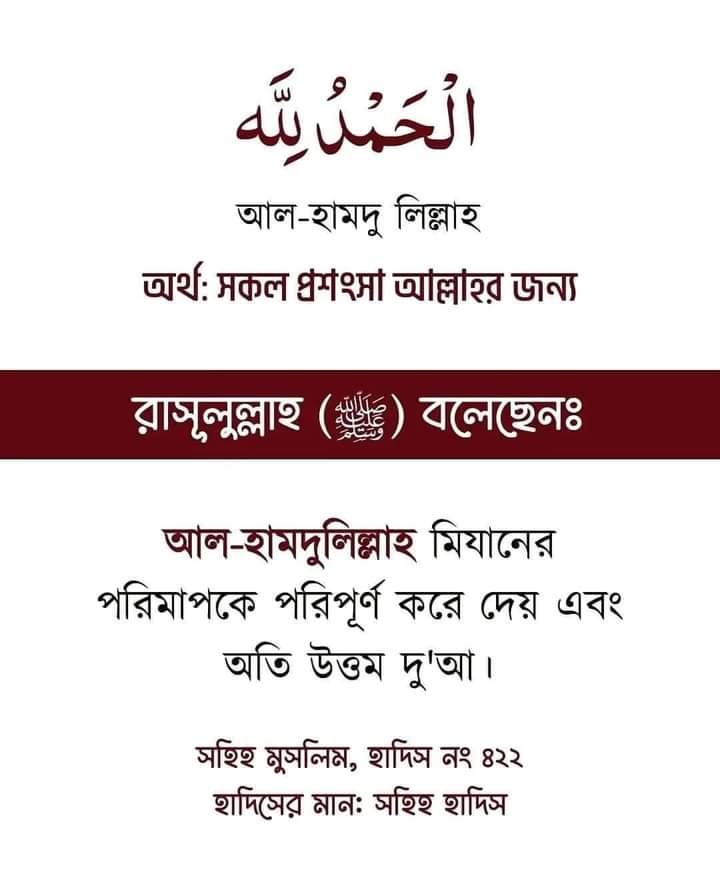 الْحَمْدُ لِلَّه
আল-হামদু লিল্লাহ
অর্থ: সকল প্রশংসা আল্লাহর জন্য
রাসূলুল্লাহ (ﷺ) বলেছেনঃ
আল-হামদুলিল্লাহ মিযানের
পরিমাপকে পরিপূর্ণ করে দেয় এবং
অতি উত্তম দু'আ।
সহিহ মুসলিম, হাদিস নং ৪২২
হাদিসের মান: সহিহ হাদিস